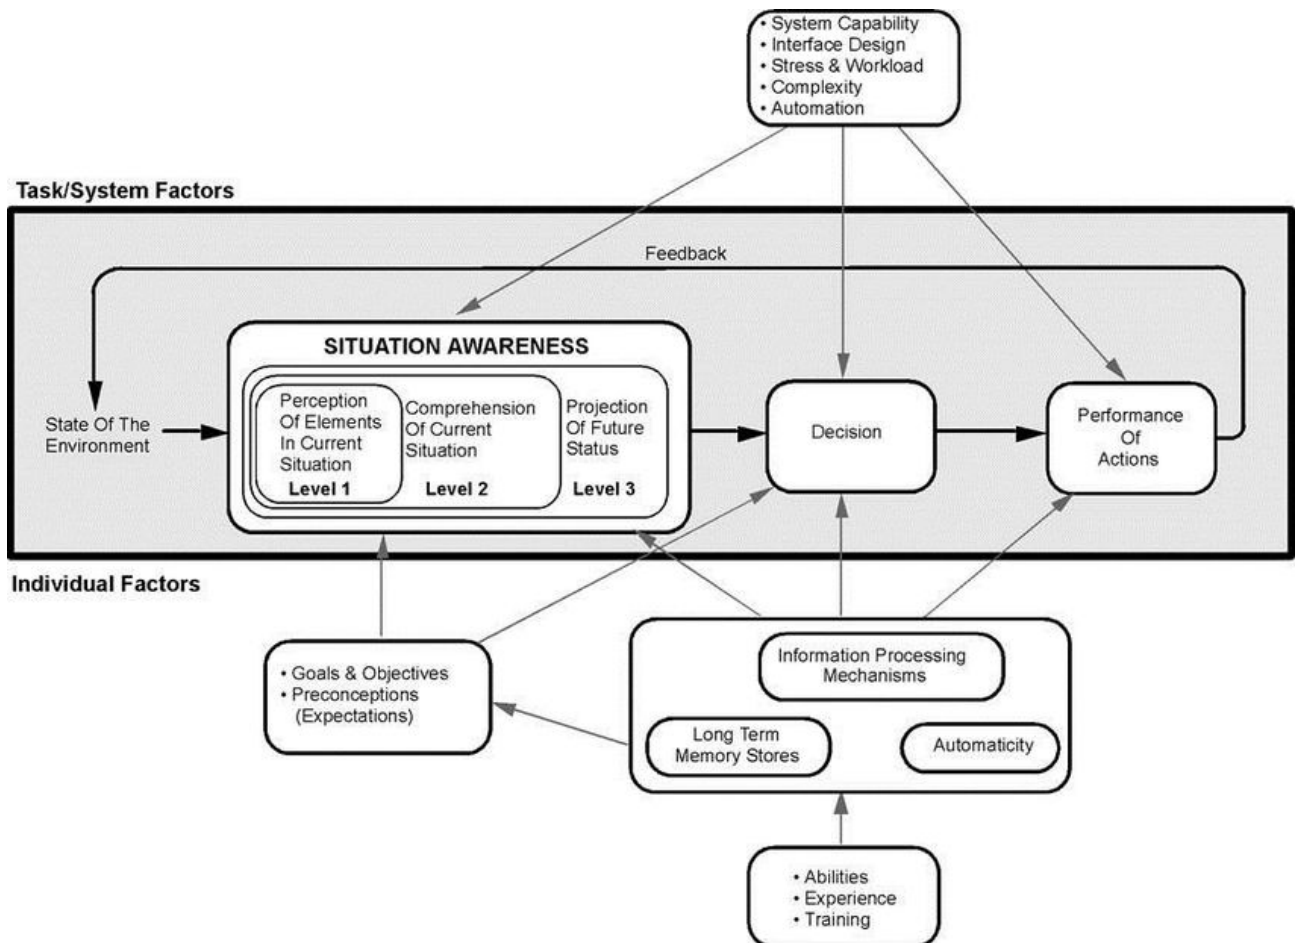 • System Capability
• Interface Design
• Stress & Workload
• Complexity
• Automation
Task/System Factors
Feedback
SITUATION AWARENESS
Perception
Of Elements
In Current
Situation
Level 1
Comprehension
Of Current
Situation
Level 2
Projection
Of Future
Status
Level 3
State Of The
Environment
Decision
Performance
Of
Actions
Individual Factors
• Goals & Objectives
• Preconceptions
(Expectations)
Information Processing
Mechanisms
Long Term
Memory Stores
Automaticity
• Abilities
• Experience
• Training